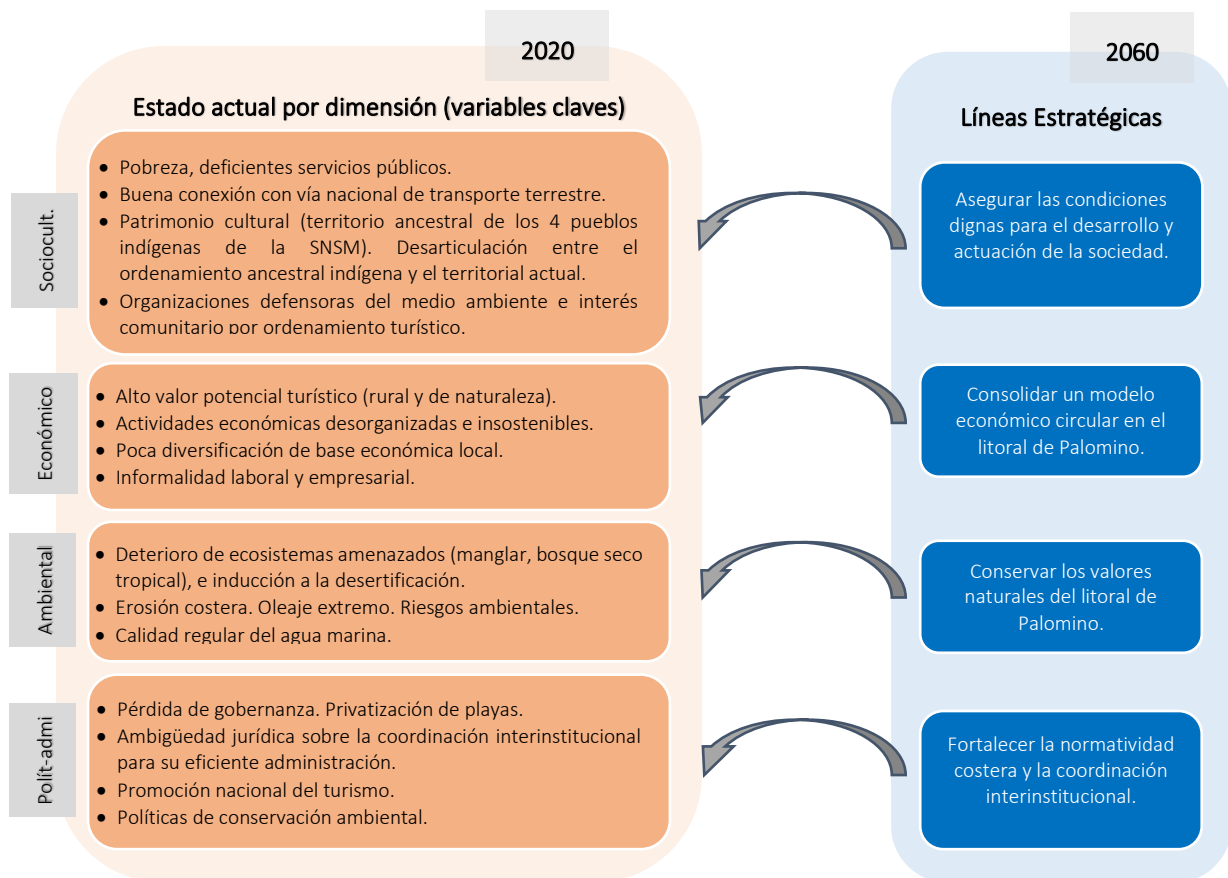 2020
Estado actual por dimensión (variables claves)
Sociocult.
• Pobreza, deficientes servicios públicos.
• Buena conexión con vía nacional de transporte terrestre.
• Patrimonio cultural (territorio ancestral de los 4 pueblos
indígenas de la SNSM). Desarticulación entre el
ordenamiento ancestral indígena y el territorial actual.
• Organizaciones defensoras del medio ambiente e interés
comunitario por ordenamiento turístico.
Económico
• Alto valor potencial turístico (rural y de naturaleza).
• Actividades económicas desorganizadas e insostenibles.
• Poca diversificación de base económica local.
• Informalidad laboral y empresarial.
Ambiental
• Deterioro de ecosistemas amenazados (manglar, bosque seco
tropical), e inducción a la desertificación.
• Erosión costera. Oleaje extremo. Riesgos ambientales.
• Calidad regular del agua marina.
Polít-admi
• Pérdida de gobernanza. Privatización de playas.
• Ambigüedad jurídica sobre la coordinación interinstitucional
para su eficiente administración.
• Promoción nacional del turismo.
• Políticas de conservación ambiental.
2060
Líneas Estratégicas
Asegurar las condiciones
dignas para el desarrollo y
actuación de la sociedad.
Consolidar un modelo
económico circular en el
litoral de Palomino.
Conservar los valores
naturales del litoral de
Palomino.
Fortalecer la normatividad
costera y la coordinación
interinstitucional.